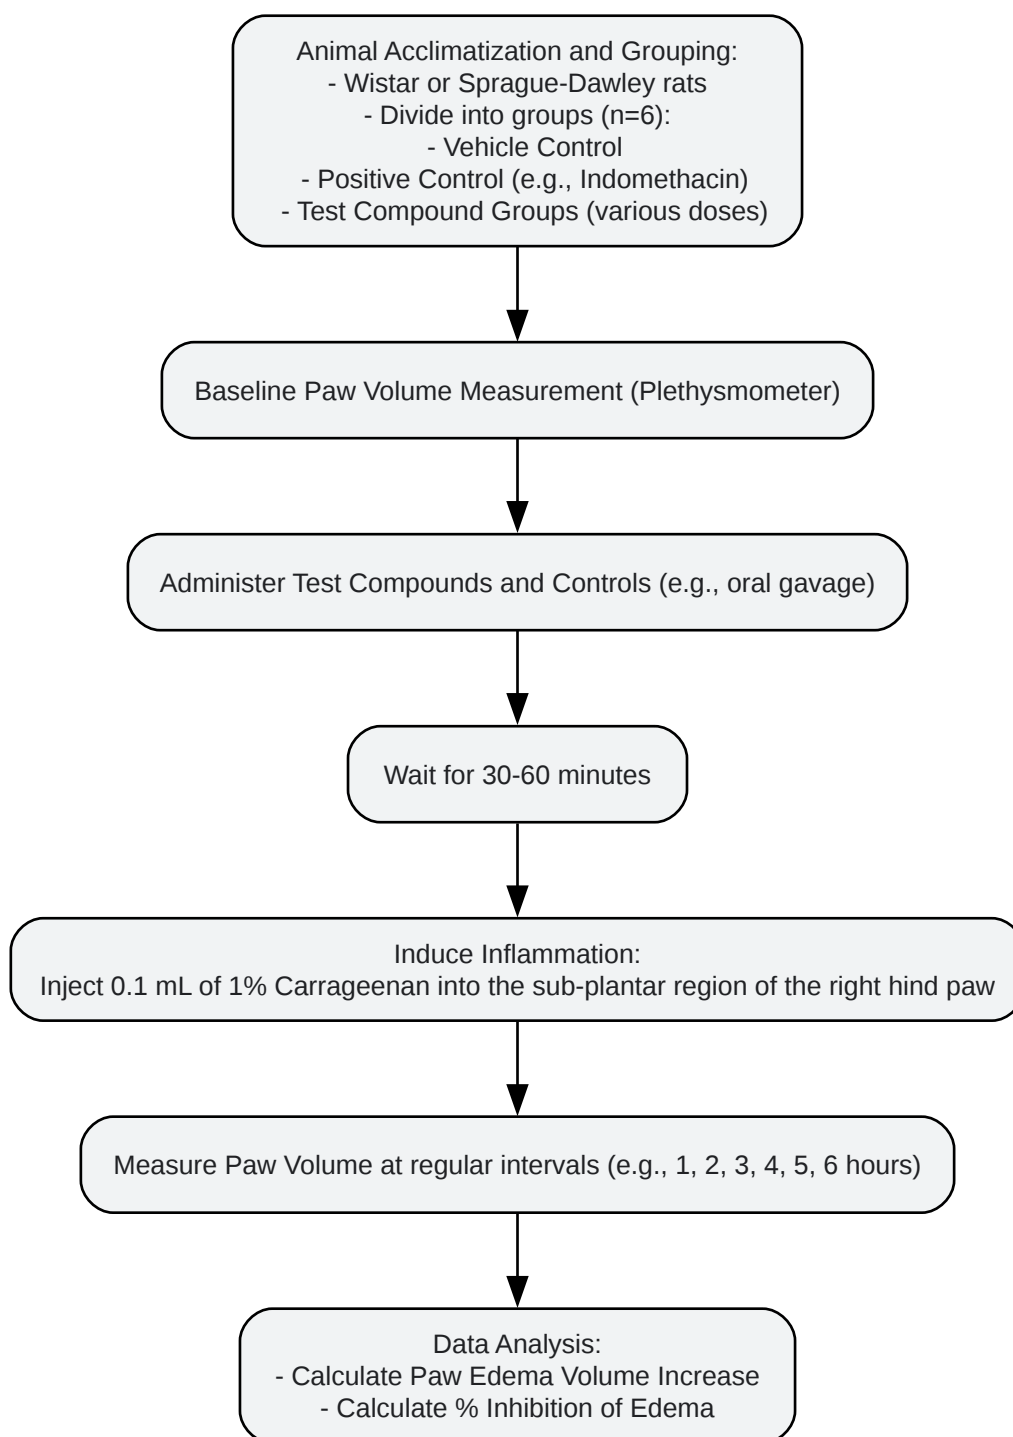 Animal Acclimatization and Grouping:
- Wistar or Sprague-Dawley rats
- Divide into groups (n=6):
- Vehicle Control
- Positive Control (e.g., Indomethacin)
- Test Compound Groups (various doses)
Baseline Paw Volume Measurement (Plethysmometer)
Administer Test Compounds and Controls (e.g., oral gavage)
Wait for 30-60 minutes
Induce Inflammation:
Inject 0.1 mL of 1% Carrageenan into the sub-plantar region of the right hind paw
Measure Paw Volume at regular intervals (e.g., 1, 2, 3, 4, 5, 6 hours)
Data Analysis:
- Calculate Paw Edema Volume Increase
- Calculate % Inhibition of Edema